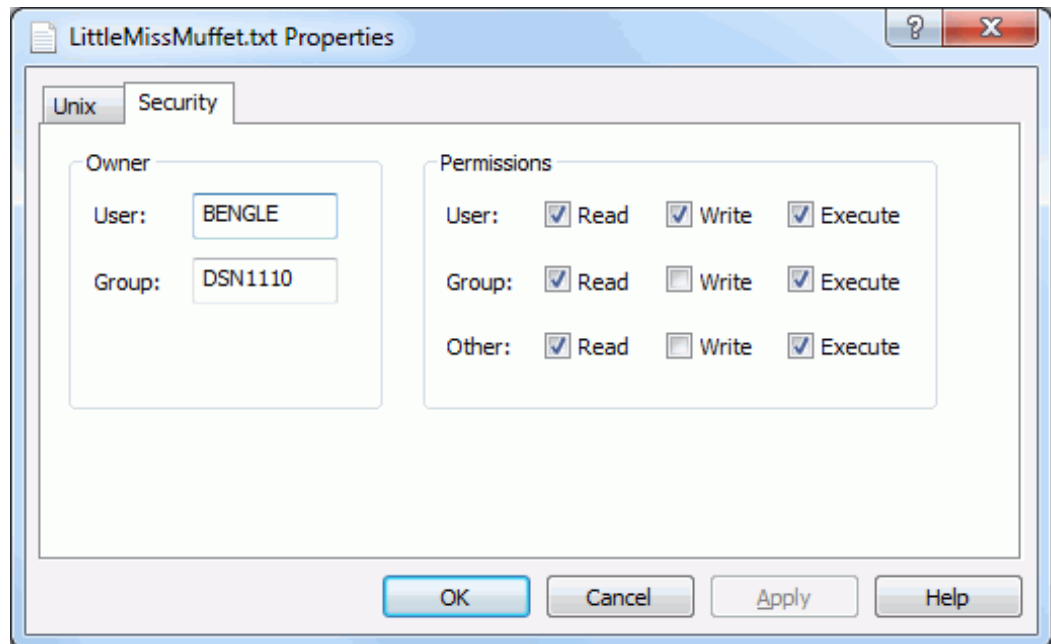 LittleMissMuffet.txt Properties
Unix Security
Owner
User: BENGLE
Group: DSN1110
Permissions
User: Read Write Execute
Group: Read Write Execute
Other: Read Write Execute
OK Cancel Apply Help